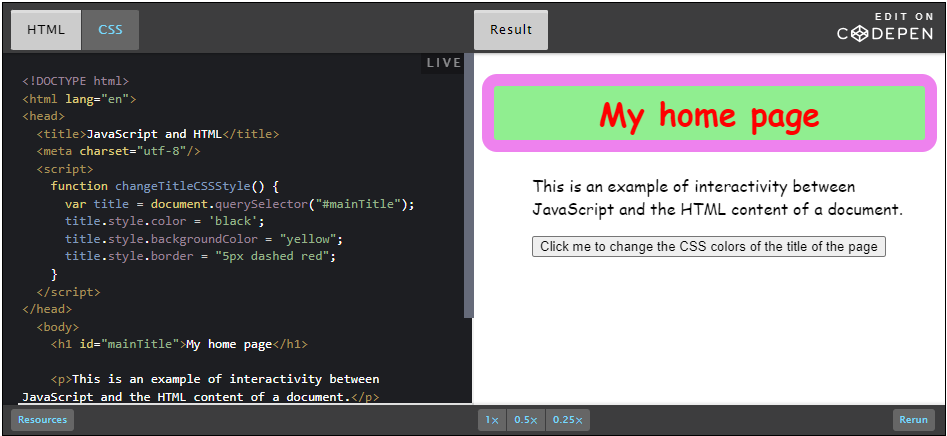 HTML CSS
LIVE
<!DOCTYPE html>
<html lang="en">
<head>
<title>JavaScript and HTML</title>
<meta charset="utf-8"/>
<script>
function changeTitleCSSStyle() {
var title = document.querySelector("#mainTitle");
title.style.color = 'black';
title.style.backgroundColor = "yellow";
title.style.border = "5px dashed red";
}
</script>
</head>
<body>
<h1 id="mainTitle">My home page</h1>
<p>This is an example of interactivity between
JavaScript and the HTML content of a document.</p>
Resources
Result
EDIT ON
CODEPEN
My home page
This is an example of interactivity between
JavaScript and the HTML content of a document.
Click me to change the CSS colors of the title of the page
1x 0.5x 0.25x
Rerun